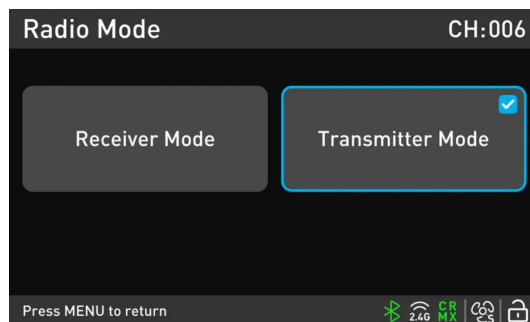 Radio Mode CH:006
Receiver Mode Transmitter Mode
Press MENU to return 2.4G CR MX